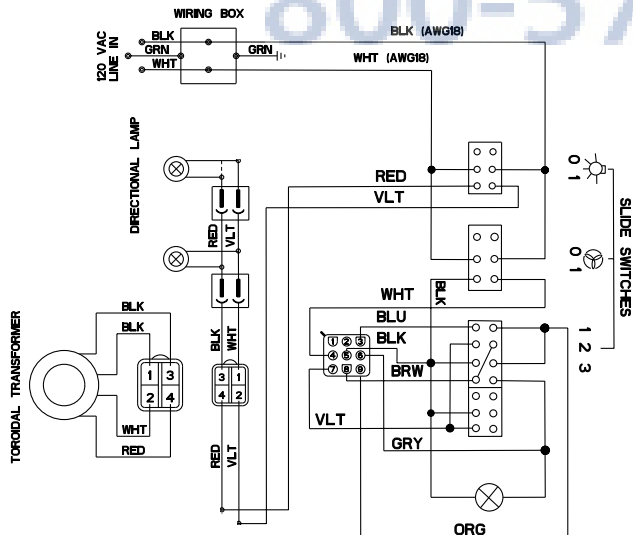 800-57
WIRING BOX
120 VAC
LINE IN
BLK
GRN
WHT
GRN
BLK (AWG18)
WHT (AWG18)
DIRECTIONAL LAMP
RED
VLT
0 1
0 1
SLIDE SWITCHES
RED
VLT
WHT
BLK
BLU
BLK
BRW
1 2 3
1 2 3
4 5 6
7 8 9
VLT
GRY
ORG
TOROIDAL TRANSFORMER
BLK
BLK
1 3
2 4
WHT
RED
BLK
WHT
3 1
4 2
RED
VLT